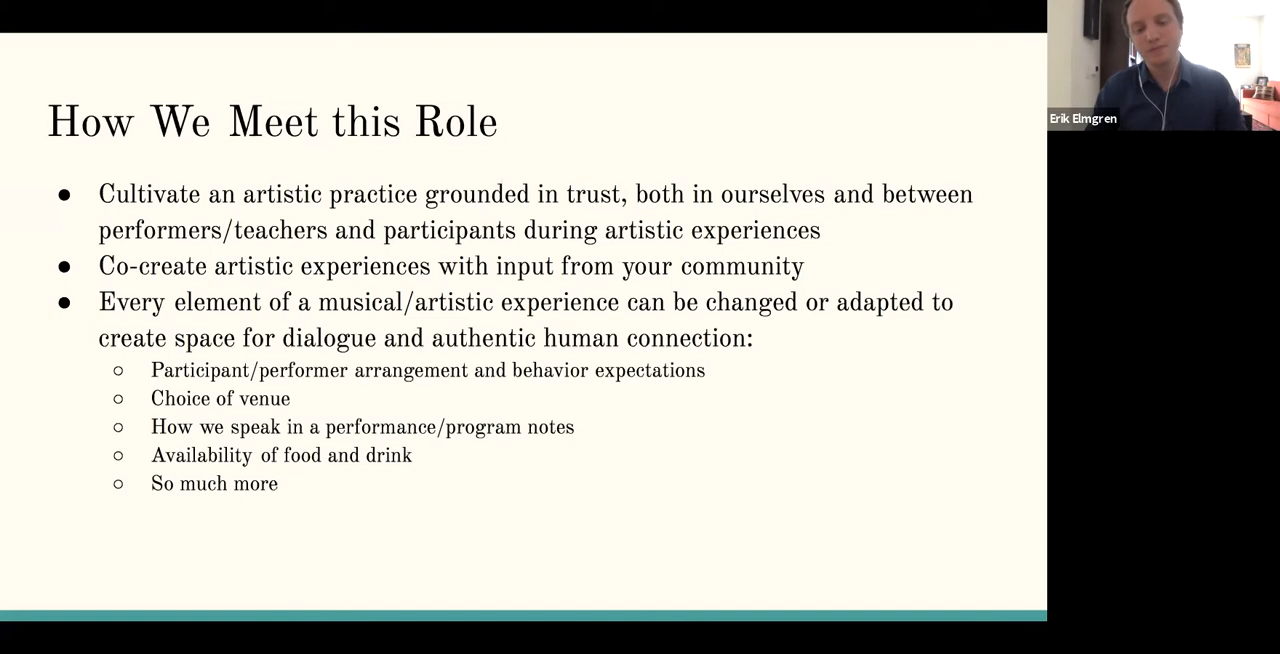 How We Meet this Role
● Cultivate an artistic practice grounded in trust, both in ourselves and between
performers/teachers and participants during artistic experiences
● Co-create artistic experiences with input from your community
● Every element of a musical/artistic experience can be changed or adapted to
create space for dialogue and authentic human connection:
○ Participant/performer arrangement and behavior expectations
○ Choice of venue
○ How we speak in a performance/program notes
○ Availability of food and drink
○ So much more
Erik Elmgren